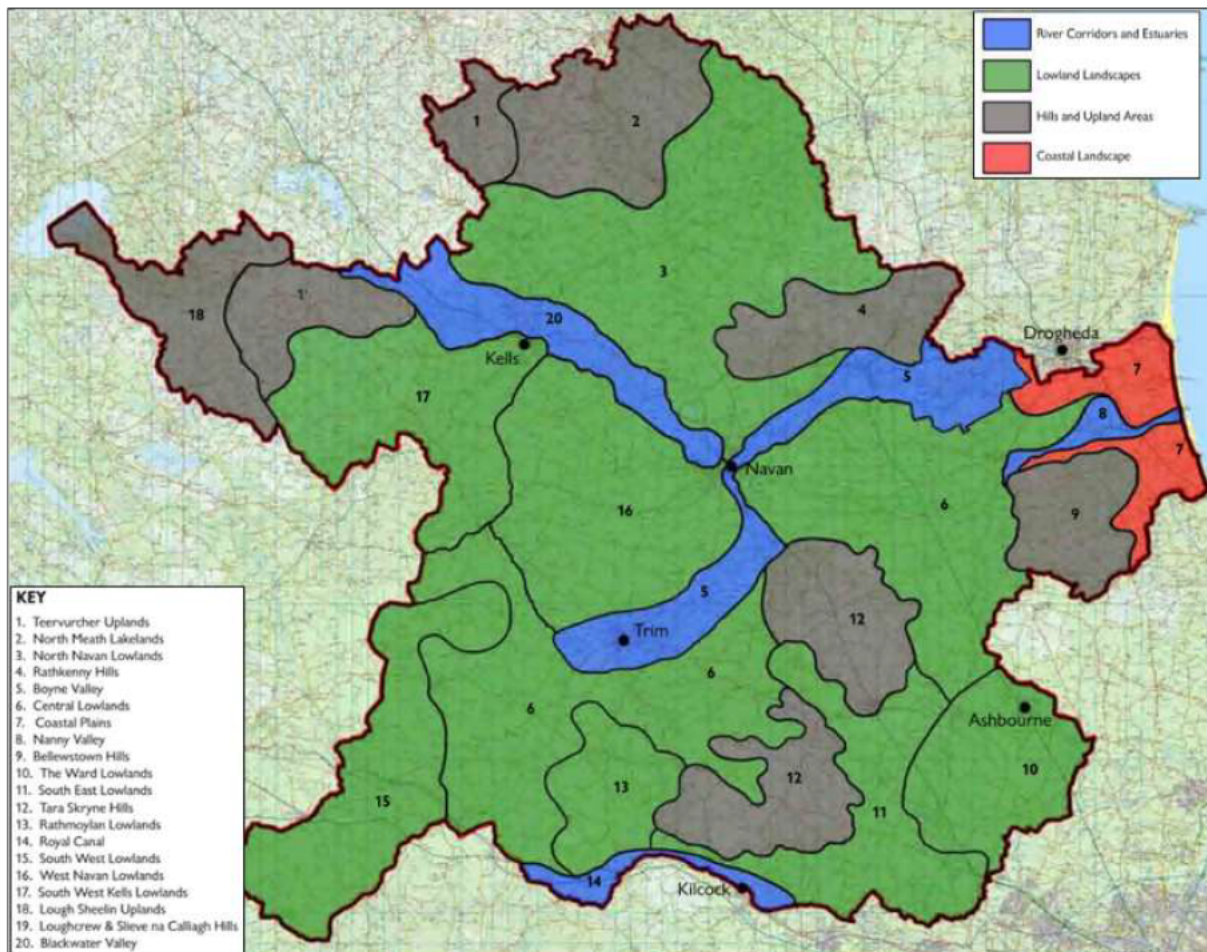 River Corridors and Estuaries
Lowland Landscapes
Hills and Upland Areas
Coastal Landscape
1
2
3
18
20
4
Kells
Drogheda
17
5
7
8
7
Navan
16
6
9
5
Trim
12
6
6
Ashbourne
15
13
12
10
11
14
Kilcock
KEY
1. Teervurcher Uplands
2. North Meath Lakelands
3. North Navan Lowlands
4. Rathkenny Hills
5. Boyne Valley
6. Central Lowlands
7. Coastal Plains
8. Nanny Valley
9. Bellewstown Hills
10. The Ward Lowlands
11. South East Lowlands
12. Tara Skryne Hills
13. Rathmoylan Lowlands
14. Royal Canal
15. South West Lowlands
16. West Navan Lowlands
17. South West Kells Lowlands
18. Lough Sheelin Uplands
19. Loughcrew & Slieve na Calliagh Hills
20. Blackwater Valley